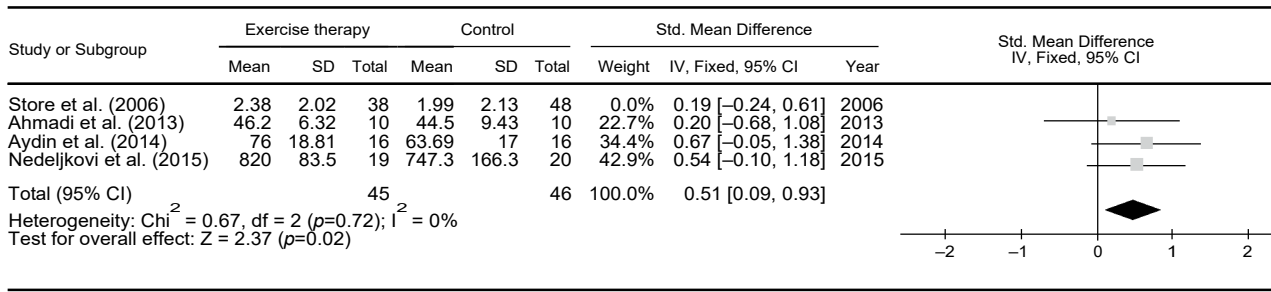 Study or Subgroup Exercise therapy Control Std. Mean Difference Std. Mean Difference
Mean SD Total Mean SD Total Weight IV, Fixed, 95% CI Year IV, Fixed, 95% CI
Store et al. (2006) 2.38 2.02 38 1.99 2.13 48 0.0% 0.19 [–0.24, 0.61] 2006
Ahmadi et al. (2013) 46.2 6.32 10 44.5 9.43 10 22.7% 0.20 [–0.68, 1.08] 2013
Aydin et al. (2014) 76 18.81 16 63.69 17 16 34.4% 0.67 [–0.05, 1.38] 2014
Nedeljkovi et al. (2015) 820 83.5 19 747.3 166.3 20 42.9% 0.54 [–0.10, 1.18] 2015
Total (95% CI) 45 46 100.0% 0.51 [0.09, 0.93]
Heterogeneity: Chi2 = 0.67, df = 2 (p=0.72); I2 = 0%
Test for overall effect: Z = 2.37 (p=0.02)
–2 –1 0 1 2